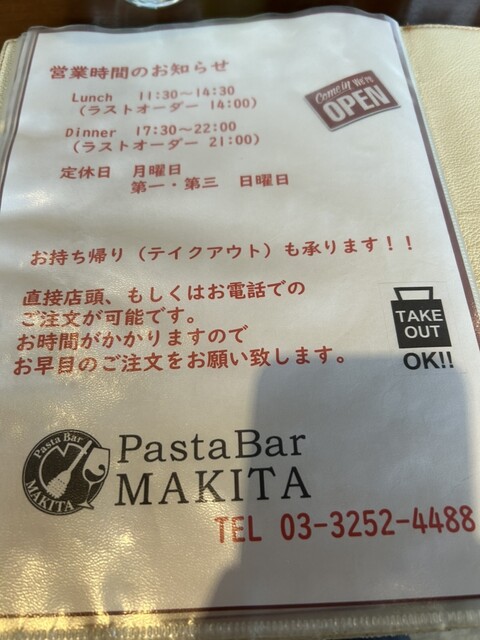 営業時間のお知らせ
Come in WE'RE
OPEN
Lunch 11:30～14:30
（ラストオーダー 14:00）
Dinner 17:30～22:00
（ラストオーダー 21:00）
定休日 月曜日
第一・第三 日曜日
お持ち帰り（テイクアウト）も承ります！！
直接店頭、もしくはお電話での
ご注文が可能です。
お時間がかかりますので
お早目のご注文をお願い致します。
TAKE
OUT
OK!!
Pasta Bar
MAKITA
PastaBar
MAKITA
TEL 03-3252-4488